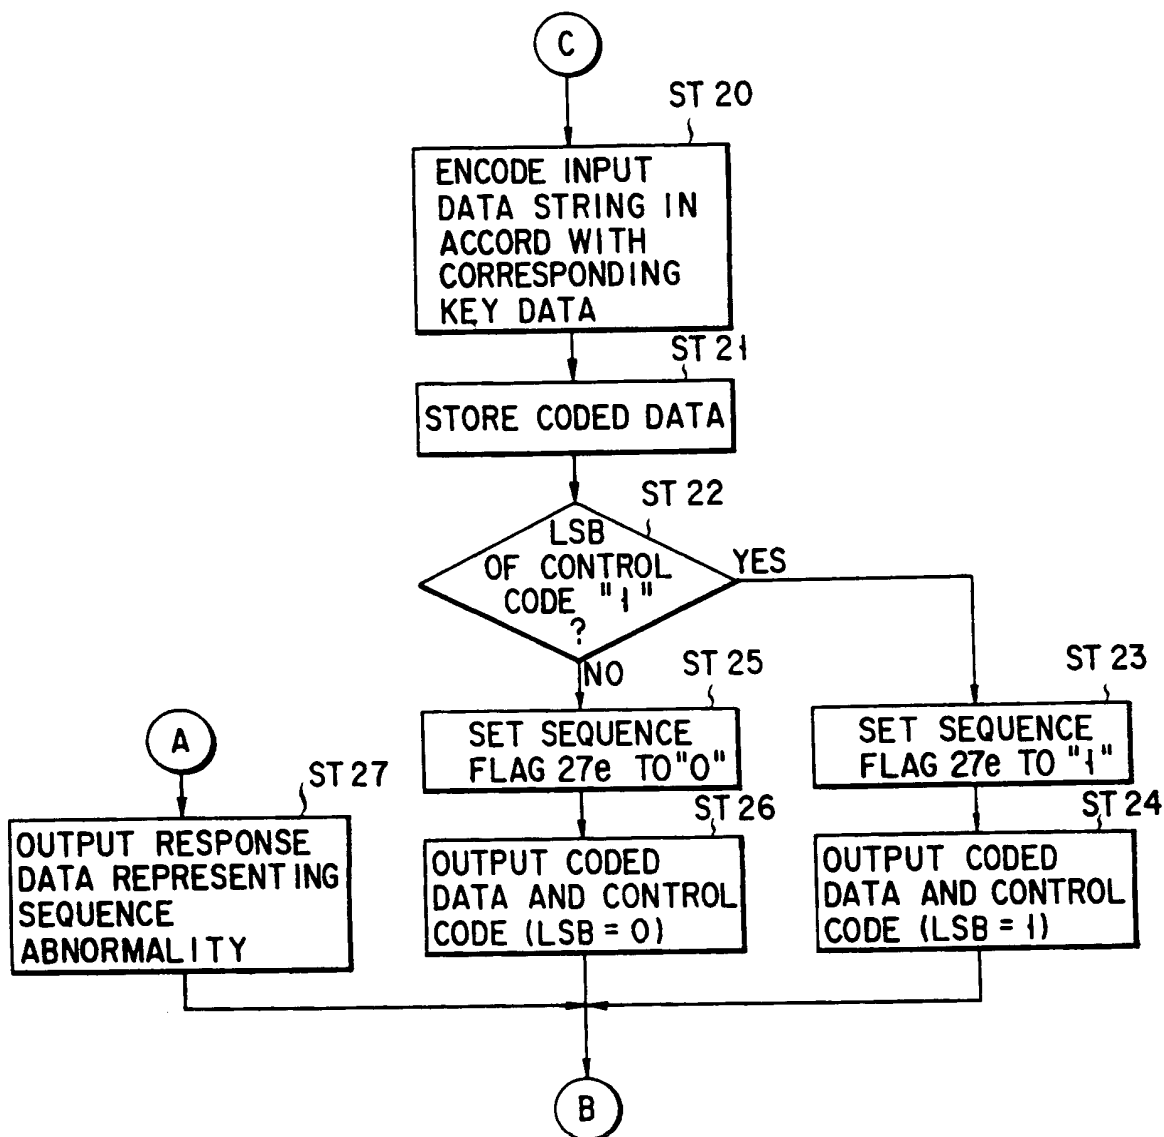 C
ST 20
ENCODE INPUT
DATA STRING IN
ACCORD WITH
CORRESPONDING
KEY DATA
ST 21
STORE CODED DATA
ST 22
LSB
OF CONTROL
CODE "1"
?
YES
NO
ST 25
SET SEQUENCE
FLAG 27e TO "0"
ST 23
SET SEQUENCE
FLAG 27e TO "1"
A
ST 27
OUTPUT RESPONSE
DATA REPRESENTING
SEQUENCE
ABNORMALITY
ST 26
OUTPUT CODED
DATA AND CONTROL
CODE (LSB = 0)
ST 24
OUTPUT CODED
DATA AND CONTROL
CODE (LSB = 1)
B